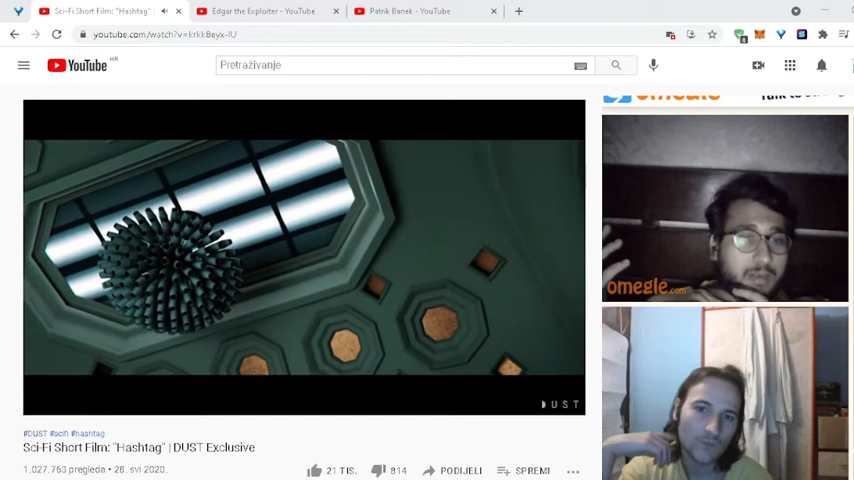 Sci-Fi Short Film: "Hashtag" |
Edgar the Exploiter - YouTube
Patrik Banek - YouTube
youtube.com/watch?v=krkk8eyx-IU
YouTube HR
Pretraživanje
omegle
omegle.com
DUST
#DUST #scifi #hashtag
Sci-Fi Short Film: "Hashtag" | DUST Exclusive
1.027.763 pregleda • 28. svi 2020.
21 TIS.
814
PODIJELI
SPREMI